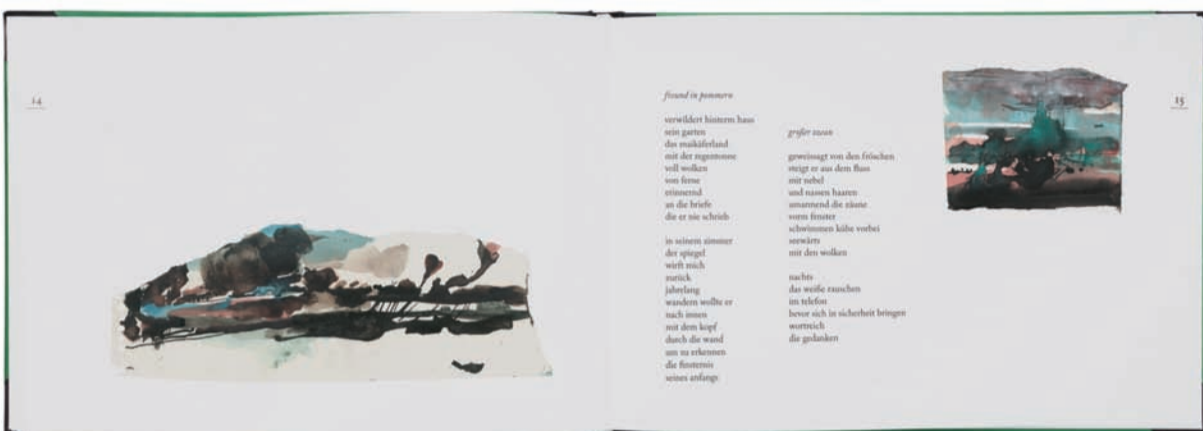 14
freund in pommern
verwildert hinterm haus
sein garten
das maikäferland
mit der regentonne
voll wolken
von ferne
erinnernd
an die briefe
die er nie schrieb
in seinem zimmer
der spiegel
wirft mich
zurück
jahrelang
wandern wollte er
nach innen
mit dem kopf
durch die wand
um zu erkennen
die finsternis
seines anfangs
großer zucan
geweissagt von den fröschen
steigt er aus dem fluss
mit nebel
und nassen haaren
umarmend die zäune
vorm fenster
schwimmen kühe vorbei
seewärts
mit den wolken
nachts
das weiße rauschen
im telefon
bevor sich in sicherheit bringen
wortreich
die gedanken
15